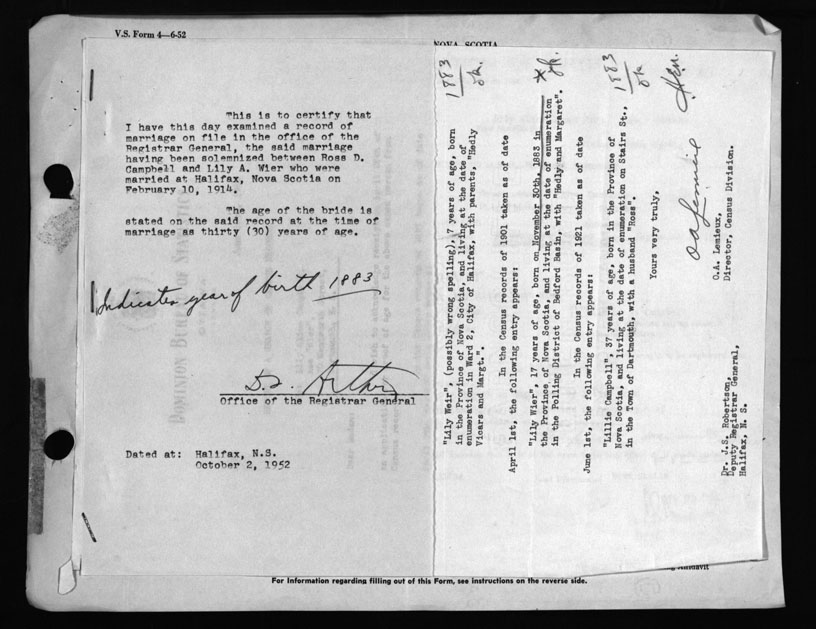 V.S. Form 4—6-52
NOVA SCOTIA
This is to certify that
I have this day examined a record of
marriage on file in the office of the
Registrar General, the said marriage
having been solemnized between Ross D.
Campbell and Lily A. Wier who were
married at Halifax, Nova Scotia on
February 10, 1914.
The age of the bride is
stated on the said record at the time of
marriage as thirty (30) years of age.
Indicates year of birth 1883
Office of the Registrar General
Dated at: Halifax, N.S.
October 2, 1952
"Lily Weir", (possibly wrong spelling), 7 years of age, born
in the Province of Nova Scotia, and living at the date of
enumeration in Ward 2, City of Halifax, with parents, "Hedly
Vicars and Margt.".
1883
In the Census records of 1901 taken as of date
April 1st, the following entry appears:
"Lily Wier", 17 years of age, born on November 30th, 1883 in
the Province of Nova Scotia, and living at the date of enumeration
in the Polling District of Bedford Basin, with "Hedly and Margaret".
*
In the Census records of 1921 taken as of date
June 1st, the following entry appears:
"Lillie Campbell", 37 years of age, born in the Province of
Nova Scotia, and living at the date of enumeration on Stairs St.,
in the Town of Dartmouth, with a husband "Ross".
1883
Yours very truly,
C.A. Lemieux,
Director, Census Division.
Dr. J.S. Robertson,
Deputy Registrar General,
Halifax, N. S.
Affidavit
For Information regarding filling out of this Form, see instructions on the reverse side.